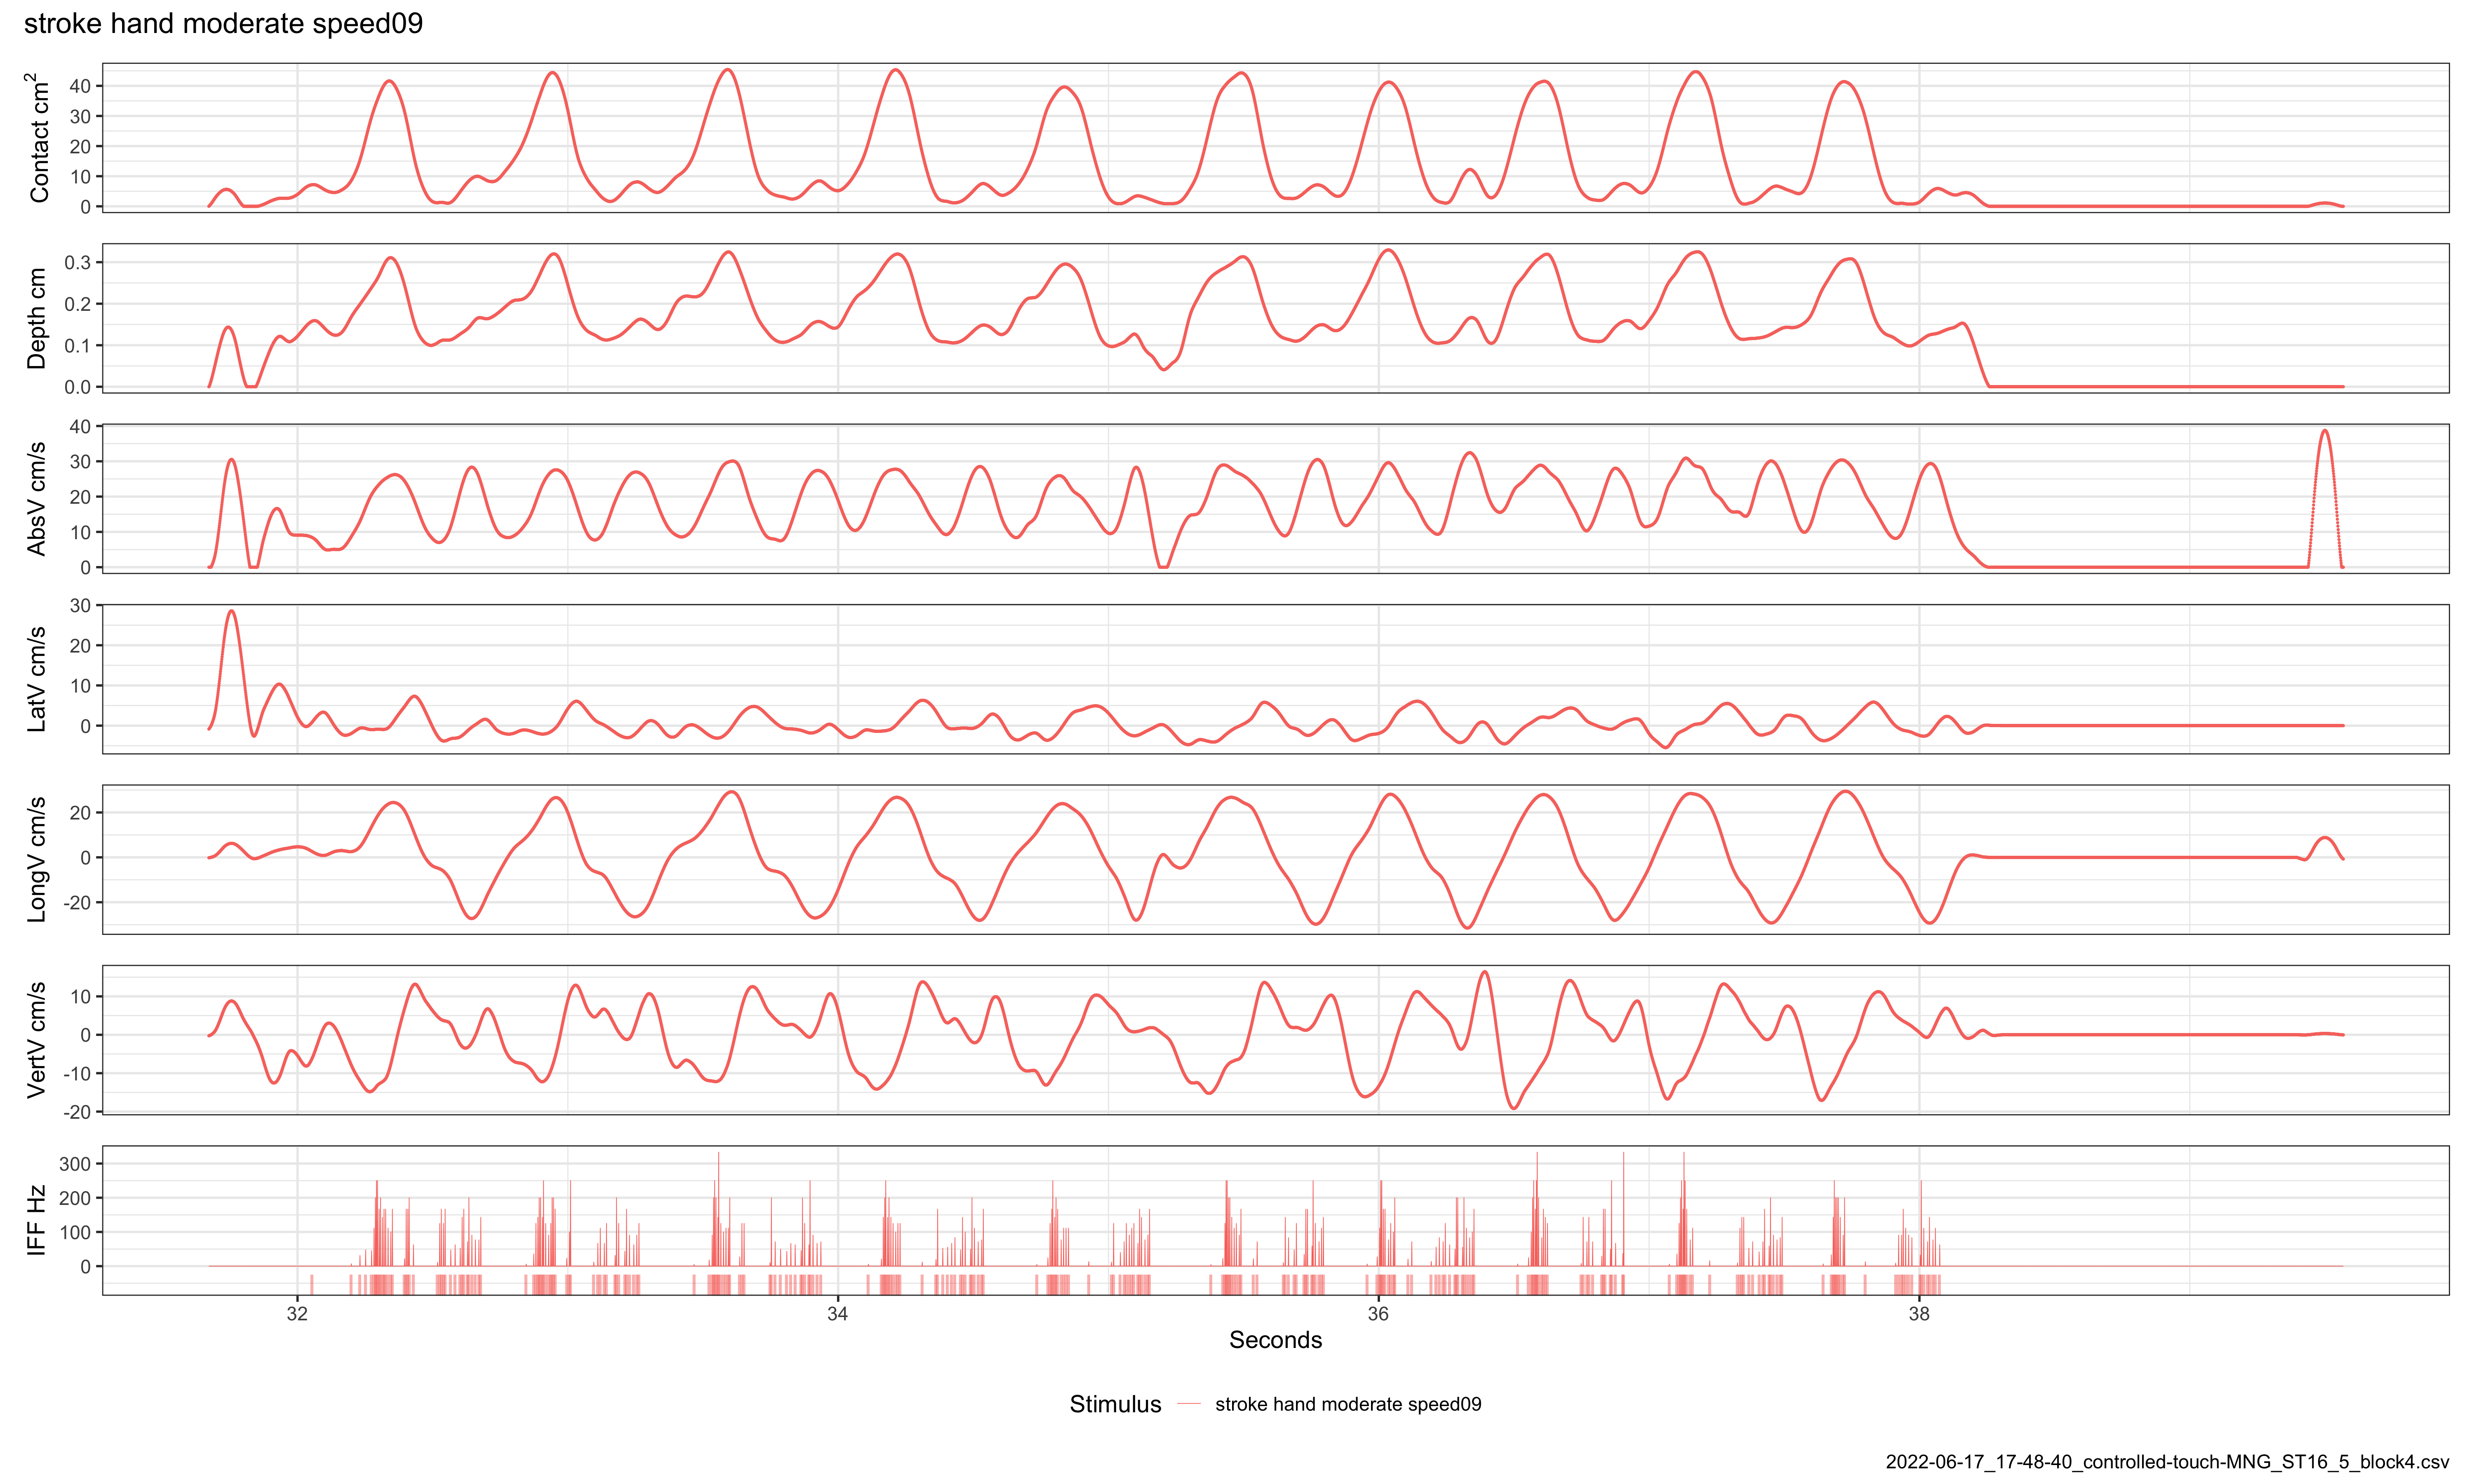 stroke hand moderate speed09
Contact cm²
40
30
20
10
0
Depth cm
0.3
0.2
0.1
0.0
AbsV cm/s
40
30
20
10
0
LatV cm/s
30
20
10
0
LongV cm/s
20
0
-20
VertV cm/s
10
0
-10
-20
IFF Hz
300
200
100
0
32 34 36 38
Seconds
Stimulus stroke hand moderate speed09
2022-06-17_17-48-40_controlled-touch-MNG_ST16_5_block4.csv